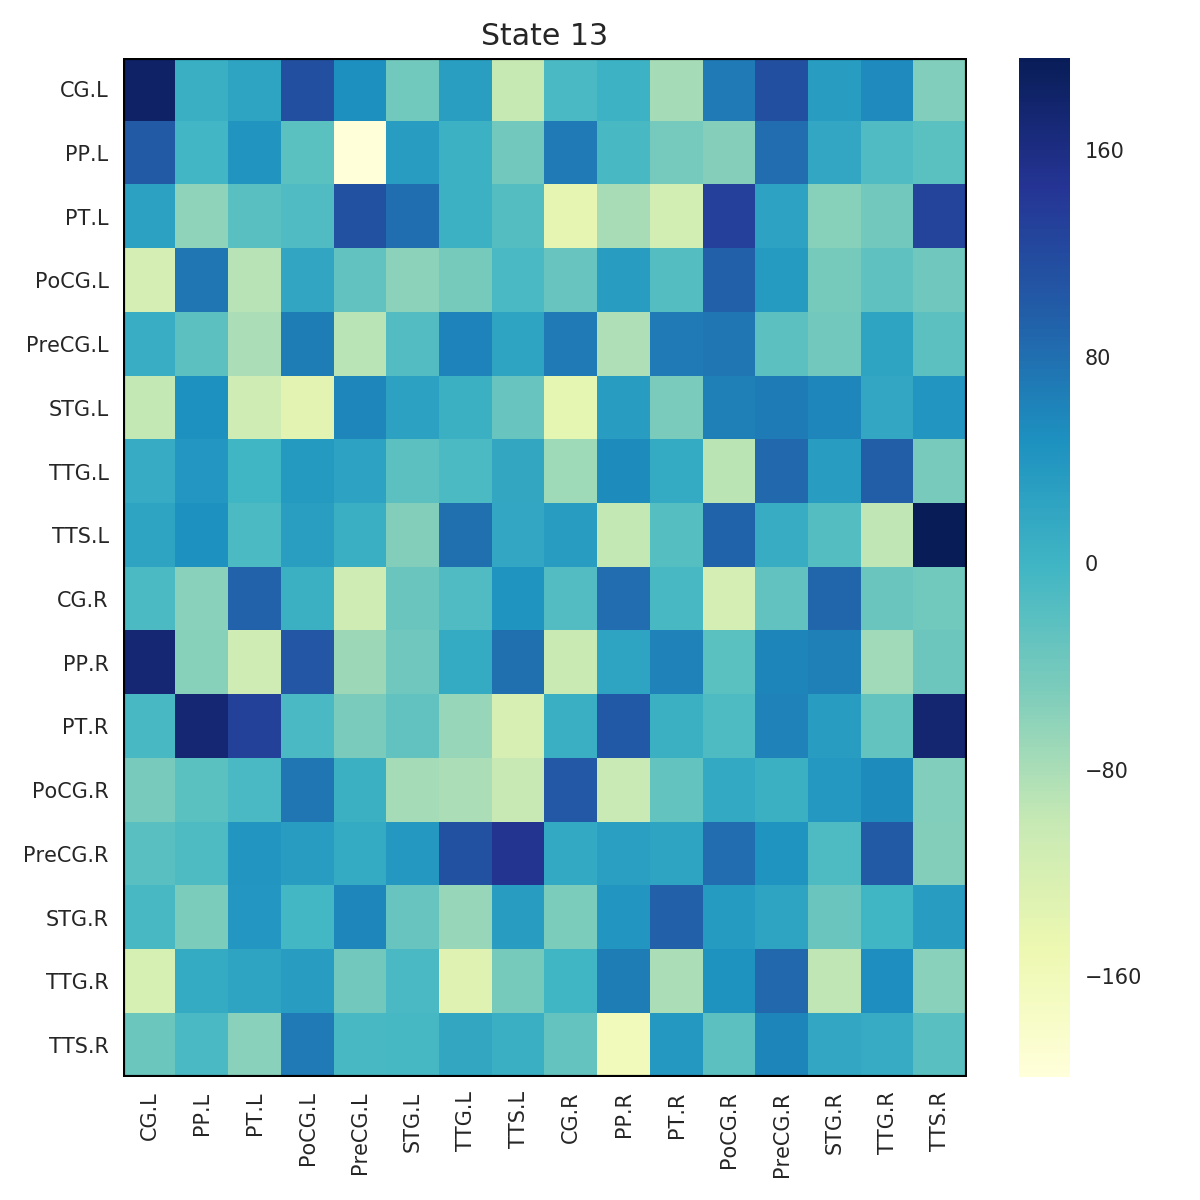 State 13
CG.L
PP.L
PT.L
PoCG.L
PreCG.L
STG.L
TTG.L
TTS.L
CG.R
PP.R
PT.R
PoCG.R
PreCG.R
STG.R
TTG.R
TTS.R
CG.L
PP.L
PT.L
PoCG.L
PreCG.L
STG.L
TTG.L
TTS.L
CG.R
PP.R
PT.R
PoCG.R
PreCG.R
STG.R
TTG.R
TTS.R
160
80
0
−80
−160